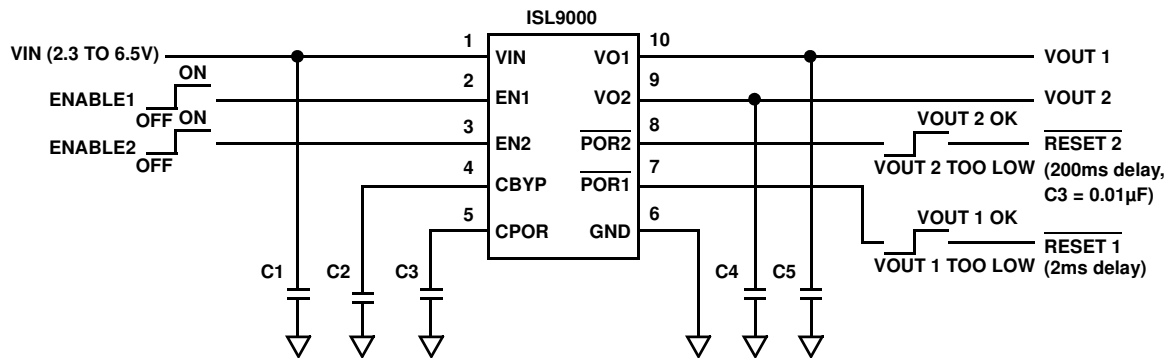 ISL9000
VIN (2.3 TO 6.5V)
1
VIN
VO1
10
VOUT 1
ON
ENABLE1
OFF
2
EN1
VO2
9
VOUT 2
ON
ENABLE2
OFF
3
EN2
POR2
8
VOUT 2 OK
VOUT 2 TOO LOW
RESET 2
(200ms delay,
C3 = 0.01µF)
4
CBYP
POR1
7
5
CPOR
GND
6
VOUT 1 OK
VOUT 1 TOO LOW
RESET 1
(2ms delay)
C1
C2
C3
C4
C5